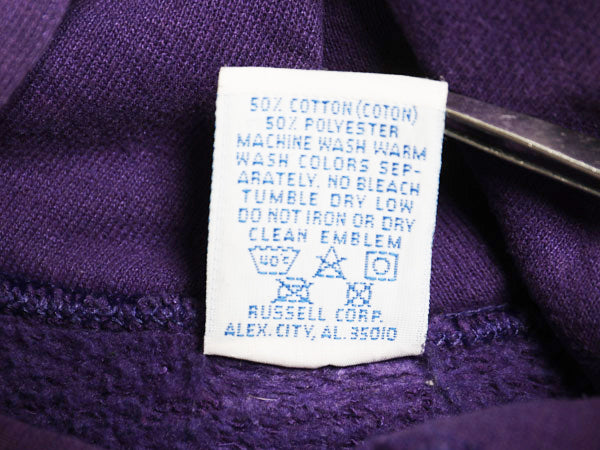 50% COTTON (COTON)
50% POLYESTER
MACHINE WASH WARM
WASH COLORS SEP-
ARATELY. NO BLEACH
TUMBLE DRY LOW
DO NOT IRON OR DRY
CLEAN EMBLEM
40°C
RUSSELL CORP.
ALEX. CITY, AL. 35010